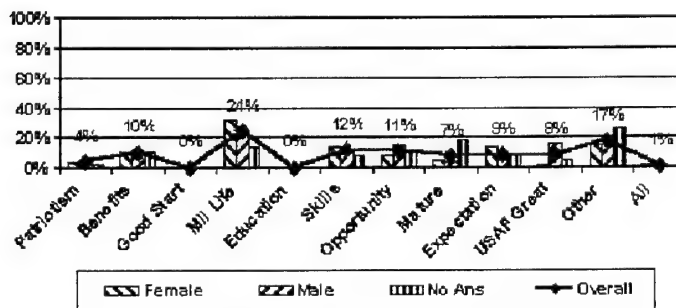 100%
80%
60%
40%
20%
0%
4%
10%
0%
24%
0%
12%
11%
7%
9%
8%
17%
1%
Patriotism
Benefits
Good Start
Mil Life
Education
Skills
Opportunity
Mature
Expectation
USAF Great
Other
All
Female Male No Ans Overall